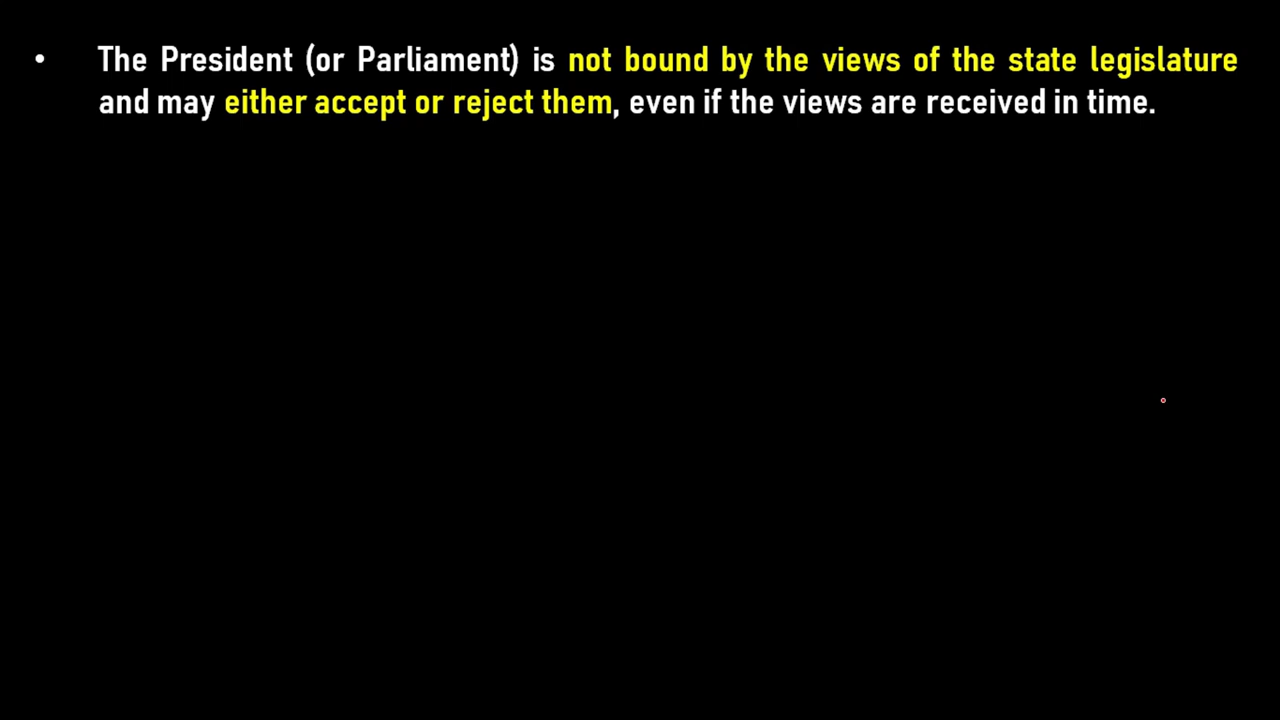 • The President (or Parliament) is not bound by the views of the state legislature
and may either accept or reject them, even if the views are received in time.